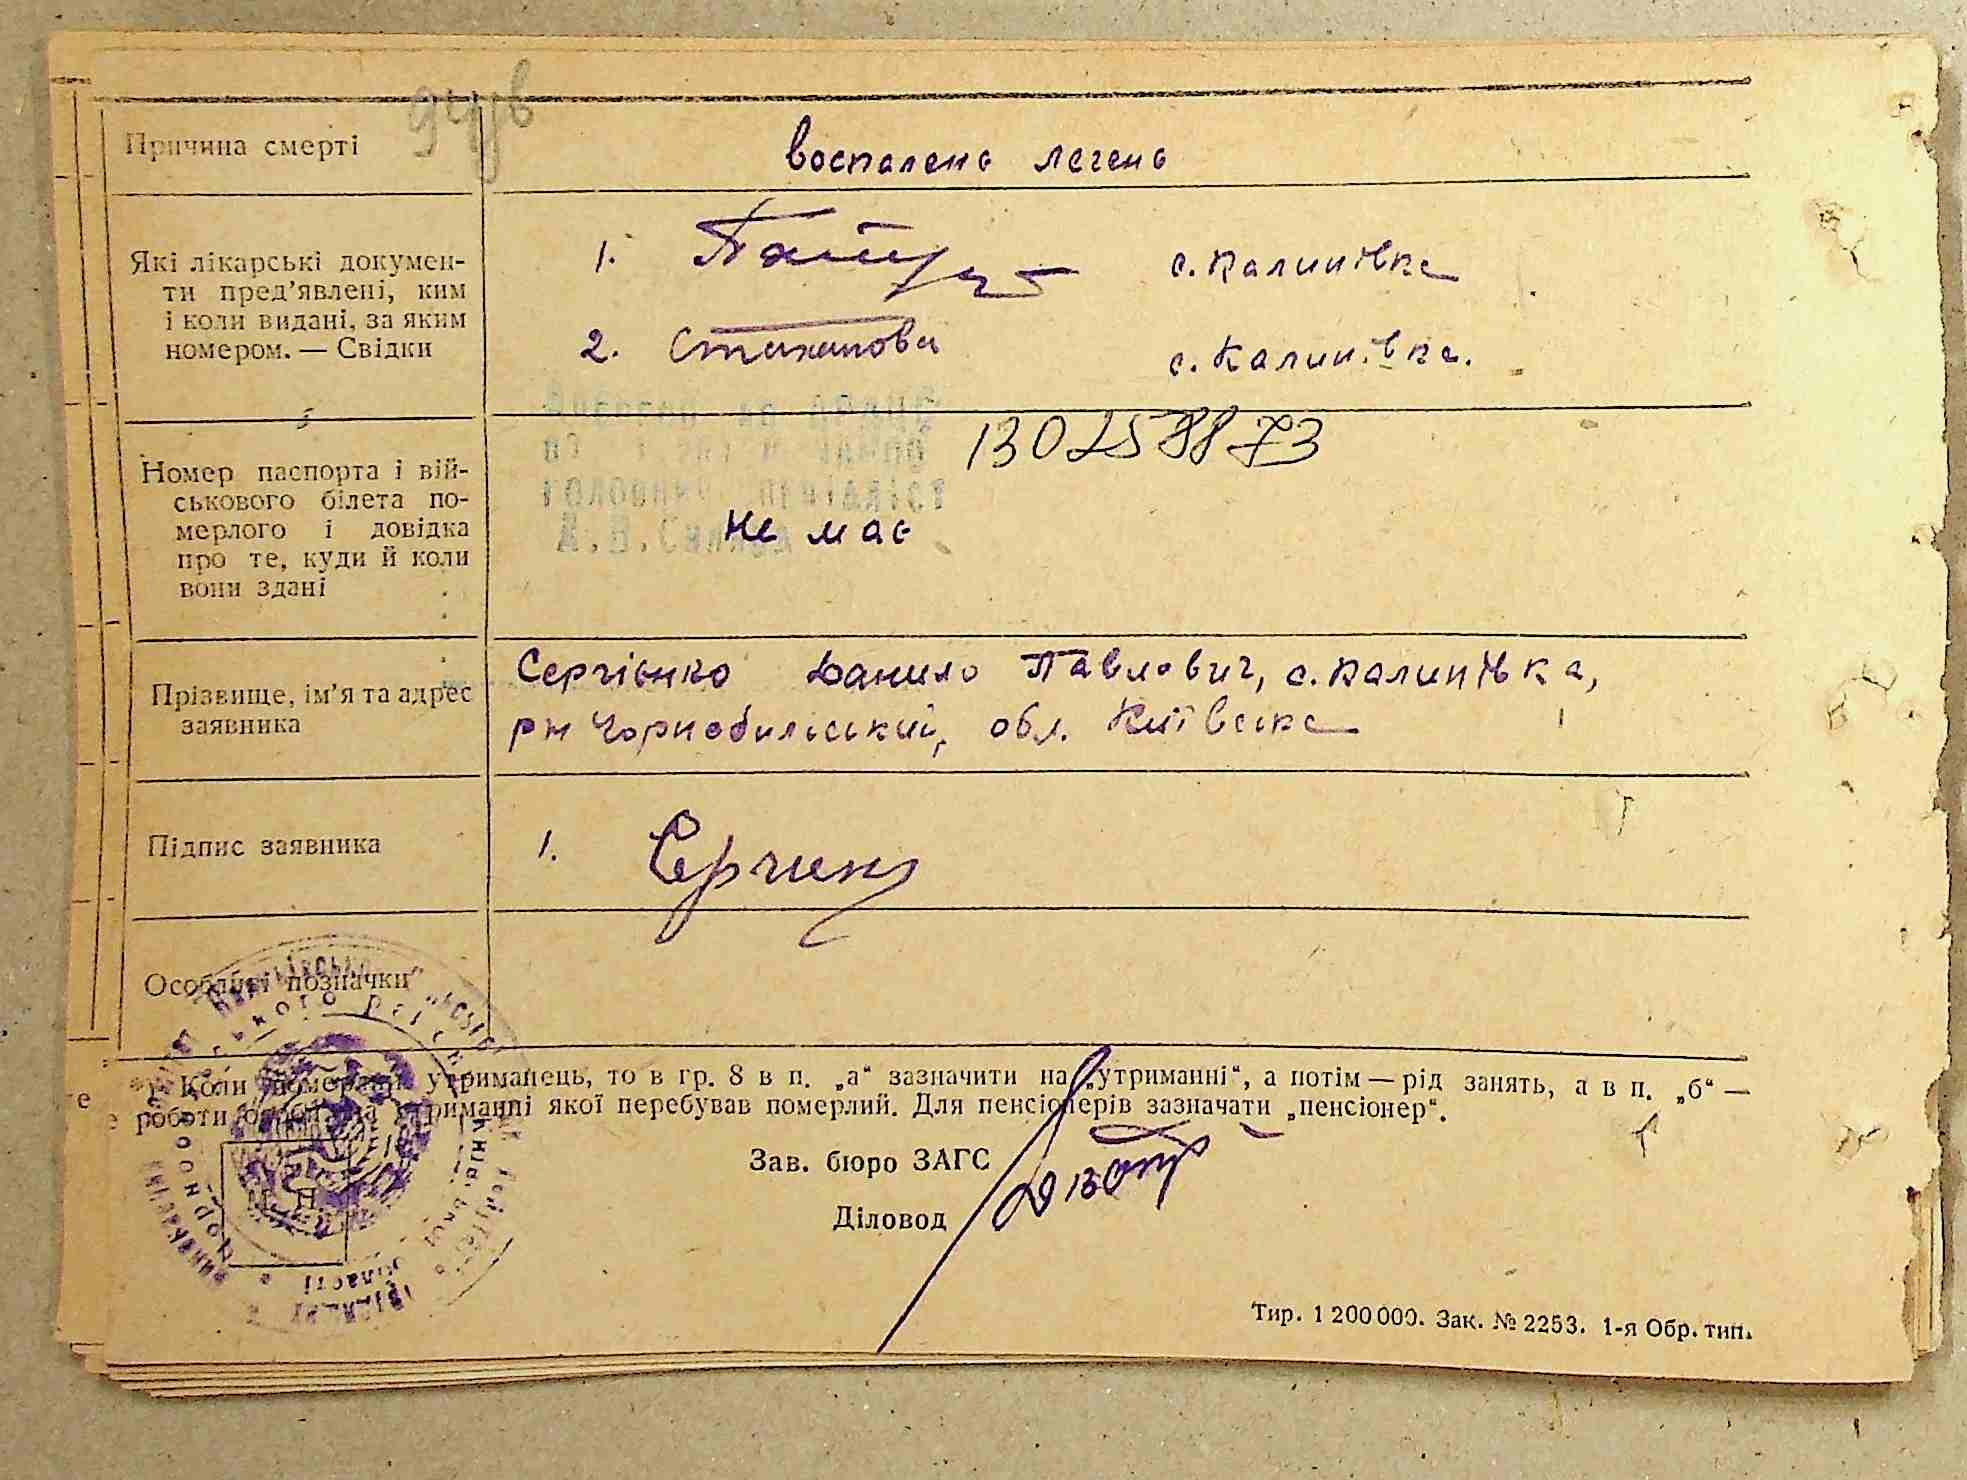 Причина смерті
воспалена легень
Які лікарські докумен-
ти пред’явлені, ким
і коли видані, за яким
номером. — Свідки
1.
с. Калинівка
2. Стаханова
с. Калинівка.
130258873
Номер паспорта і вій-
ськового білета по-
мерлого і довідка
про те, куди й коли
вони здані
Не має
Прізвище, ім’я та адрес
заявника
Сергієнко Данило Павлович, с. Калинівка,
рн Чорнобильський, обл. Київська
Підпис заявника
1.
Особливі позначки
*) Коли померлий утриманець, то в гр. 8 в п. „а“ зазначити на „утриманні“, а потім — рід занять, а в п. „б“ —
роботи на утриманні якої перебував померлий. Для пенсіонерів зазначати „пенсіонер“.
Зав. бюро ЗАГС
Діловод
Тир. 1 200 000. Зак. № 2253. 1-я Обр. тип.